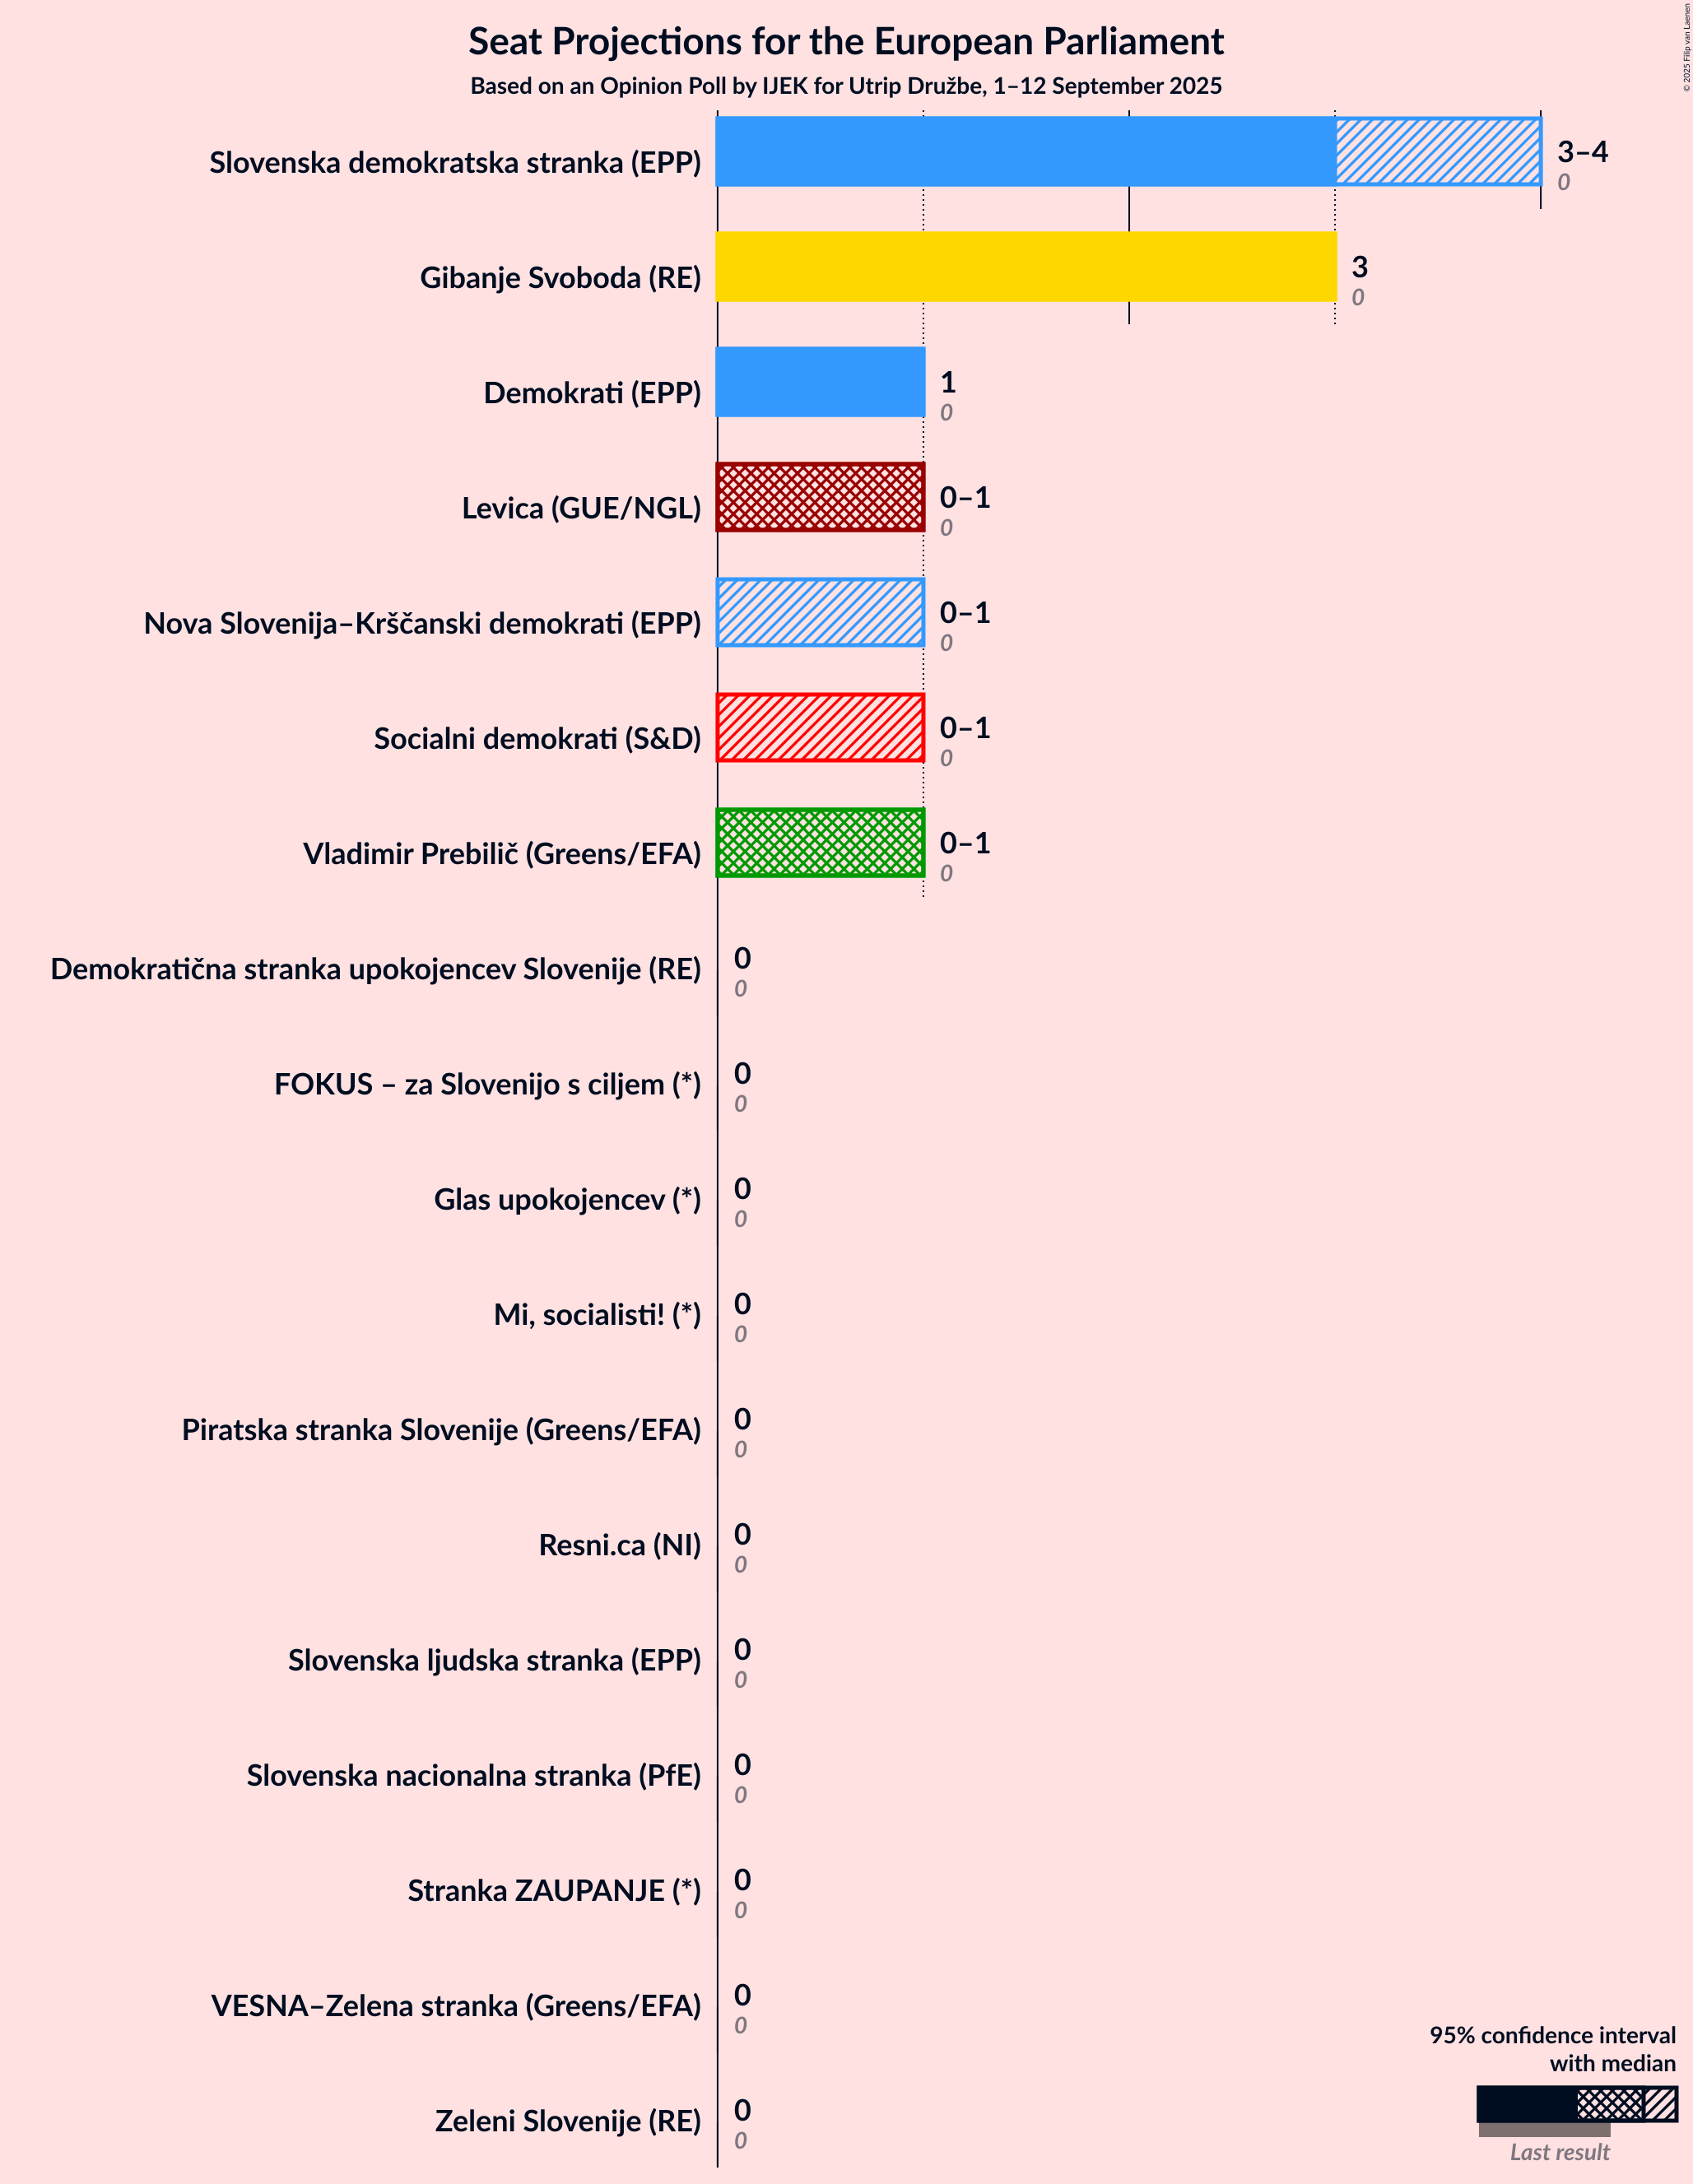 Seat Projections for the European Parliament
Based on an Opinion Poll by IJEK for Utrip Družbe, 1–12 September 2025
© 2025 Filip van Laenen
Slovenska demokratska stranka (EPP)
3–4
0
Gibanje Svoboda (RE)
3
0
Demokrati (EPP)
1
0
Levica (GUE/NGL)
0–1
0
Nova Slovenija–Krščanski demokrati (EPP)
0–1
0
Socialni demokrati (S&D)
0–1
0
Vladimir Prebilič (Greens/EFA)
0–1
0
Demokratična stranka upokojencev Slovenije (RE)
0
0
FOKUS – za Slovenijo s ciljem (*)
0
0
Glas upokojencev (*)
0
0
Mi, socialisti! (*)
0
0
Piratska stranka Slovenije (Greens/EFA)
0
0
Resni.ca (NI)
0
0
Slovenska ljudska stranka (EPP)
0
0
Slovenska nacionalna stranka (PfE)
0
0
Stranka ZAUPANJE (*)
0
0
VESNA–Zelena stranka (Greens/EFA)
0
0
Zeleni Slovenije (RE)
0
0
95% confidence interval
with median
Last result